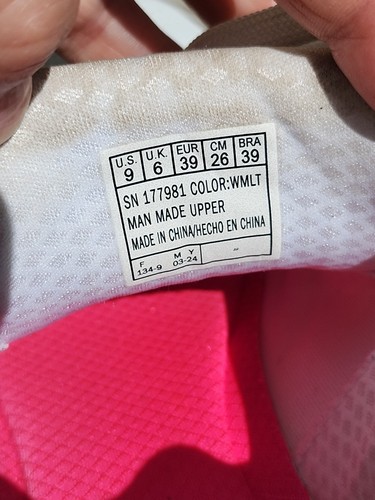 U.S. U.K. EUR CM BRA
9 6 39 26 39
SN 177981 COLOR:WMLT
MAN MADE UPPER
MADE IN CHINA/HECHO EN CHINA
F M Y ~
134-9 03-24